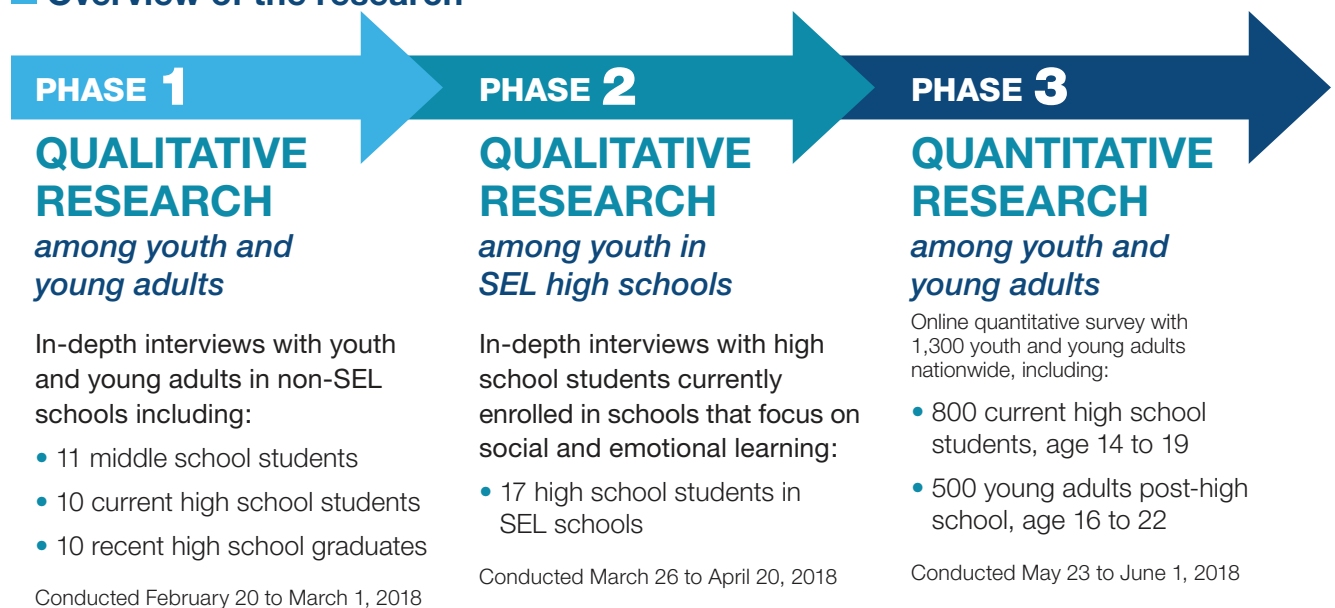 Overview of the research
PHASE 1
QUALITATIVE
RESEARCH
among youth and
young adults
In-depth interviews with youth
and young adults in non-SEL
schools including:
• 11 middle school students
• 10 current high school students
• 10 recent high school graduates
Conducted February 20 to March 1, 2018
PHASE 2
QUALITATIVE
RESEARCH
among youth in
SEL high schools
In-depth interviews with high
school students currently
enrolled in schools that focus on
social and emotional learning:
• 17 high school students in
SEL schools
Conducted March 26 to April 20, 2018
PHASE 3
QUANTITATIVE
RESEARCH
among youth and
young adults
Online quantitative survey with
1,300 youth and young adults
nationwide, including:
• 800 current high school
students, age 14 to 19
• 500 young adults post-high
school, age 16 to 22
Conducted May 23 to June 1, 2018